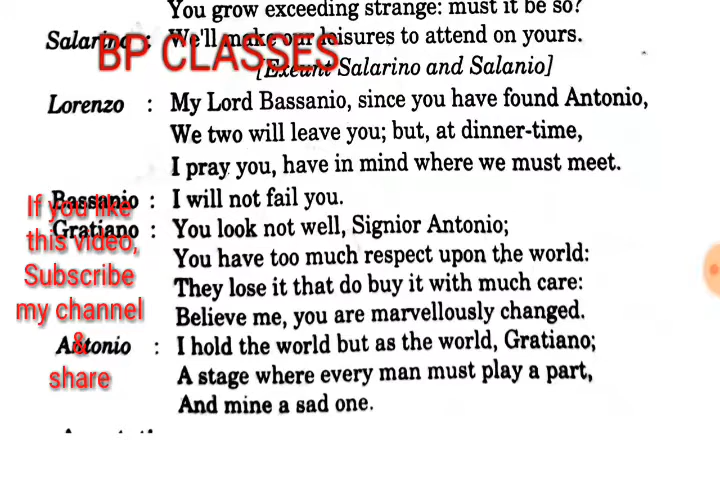 You grow exceeding strange: must it be so?
Salarino : We'll make our leisures to attend on yours.
BP CLASSES
[Exeunt Salarino and Salanio]
Lorenzo : My Lord Bassanio, since you have found Antonio,
We two will leave you; but, at dinner-time,
I pray you, have in mind where we must meet.
Bassanio : I will not fail you.
Gratiano : You look not well, Signior Antonio;
You have too much respect upon the world:
They lose it that do buy it with much care:
Believe me, you are marvellously changed.
Antonio : I hold the world but as the world, Gratiano;
A stage where every man must play a part,
And mine a sad one.
If you like
this video,
Subscribe
my channel
&
share